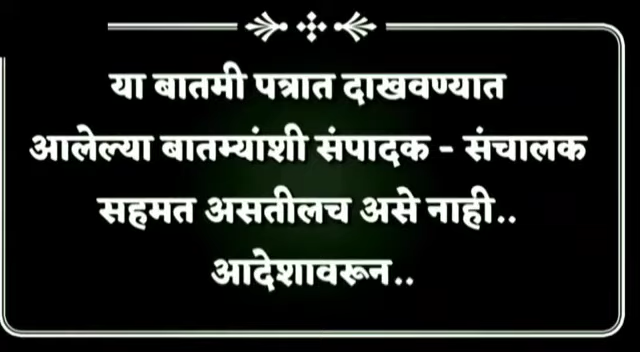 या बातमी पत्रात दाखवण्यात
आलेल्या बातम्यांशी संपादक - संचालक
सहमत असतीलच असे नाही..
आदेशावरून..